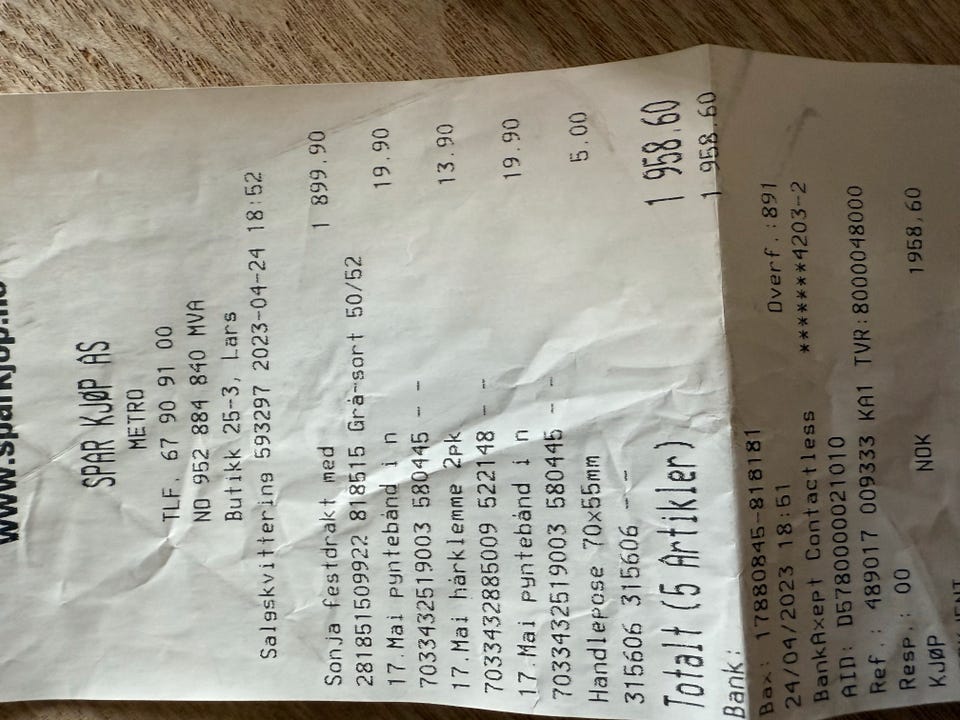 www.sparkjop.no
SPAR KJØP AS
METRO
TLF. 67 90 91 00
NO 952 884 840 MVA
Butikk 25-3, Lars
Salgskvittering 593297 2023-04-24 18:52
Sonja festdrakt med 1 899.90
281851509922 818515 Grå-sort 50/52
17.Mai pyntebånd i n 19.90
7033432519003 580445 - -
17.Mai hårklemme 2pk 13.90
7033432885009 522148 - -
17.Mai pyntebånd i n 19.90
7033432519003 580445 - -
Handlepose 70x55mm 5.00
315606 315606 - - -
Totalt (5 Artikler) 1 958.60
Bank: 1 958.60
Bax: 17880845-818181
24/04/2023 18:51 Overf.:891
BankAxept Contactless *******4203-2
AID: D5780000021010
Ref.: 489017 009333 KA1 TVR:8000048000
Resp.: 00
KJØP NOK 1958,60